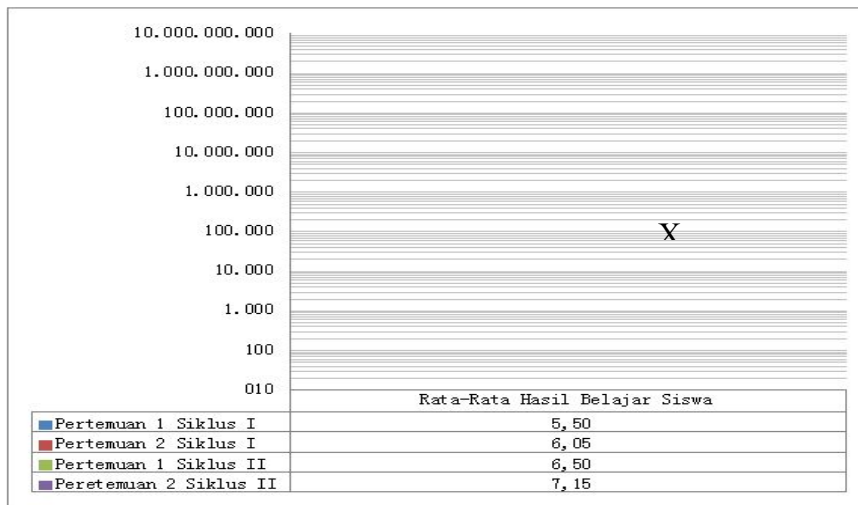 10.000.000.000
1.000.000.000
100.000.000
10.000.000
1.000.000
X
100.000
10.000
1.000
100
010
Rata-Rata Hasil Belajar Siswa
Pertemuan 1 Siklus I 5,50
Pertemuan 2 Siklus I 6,05
Pertemuan 1 Siklus II 6,50
Peretemuan 2 Siklus II 7,15